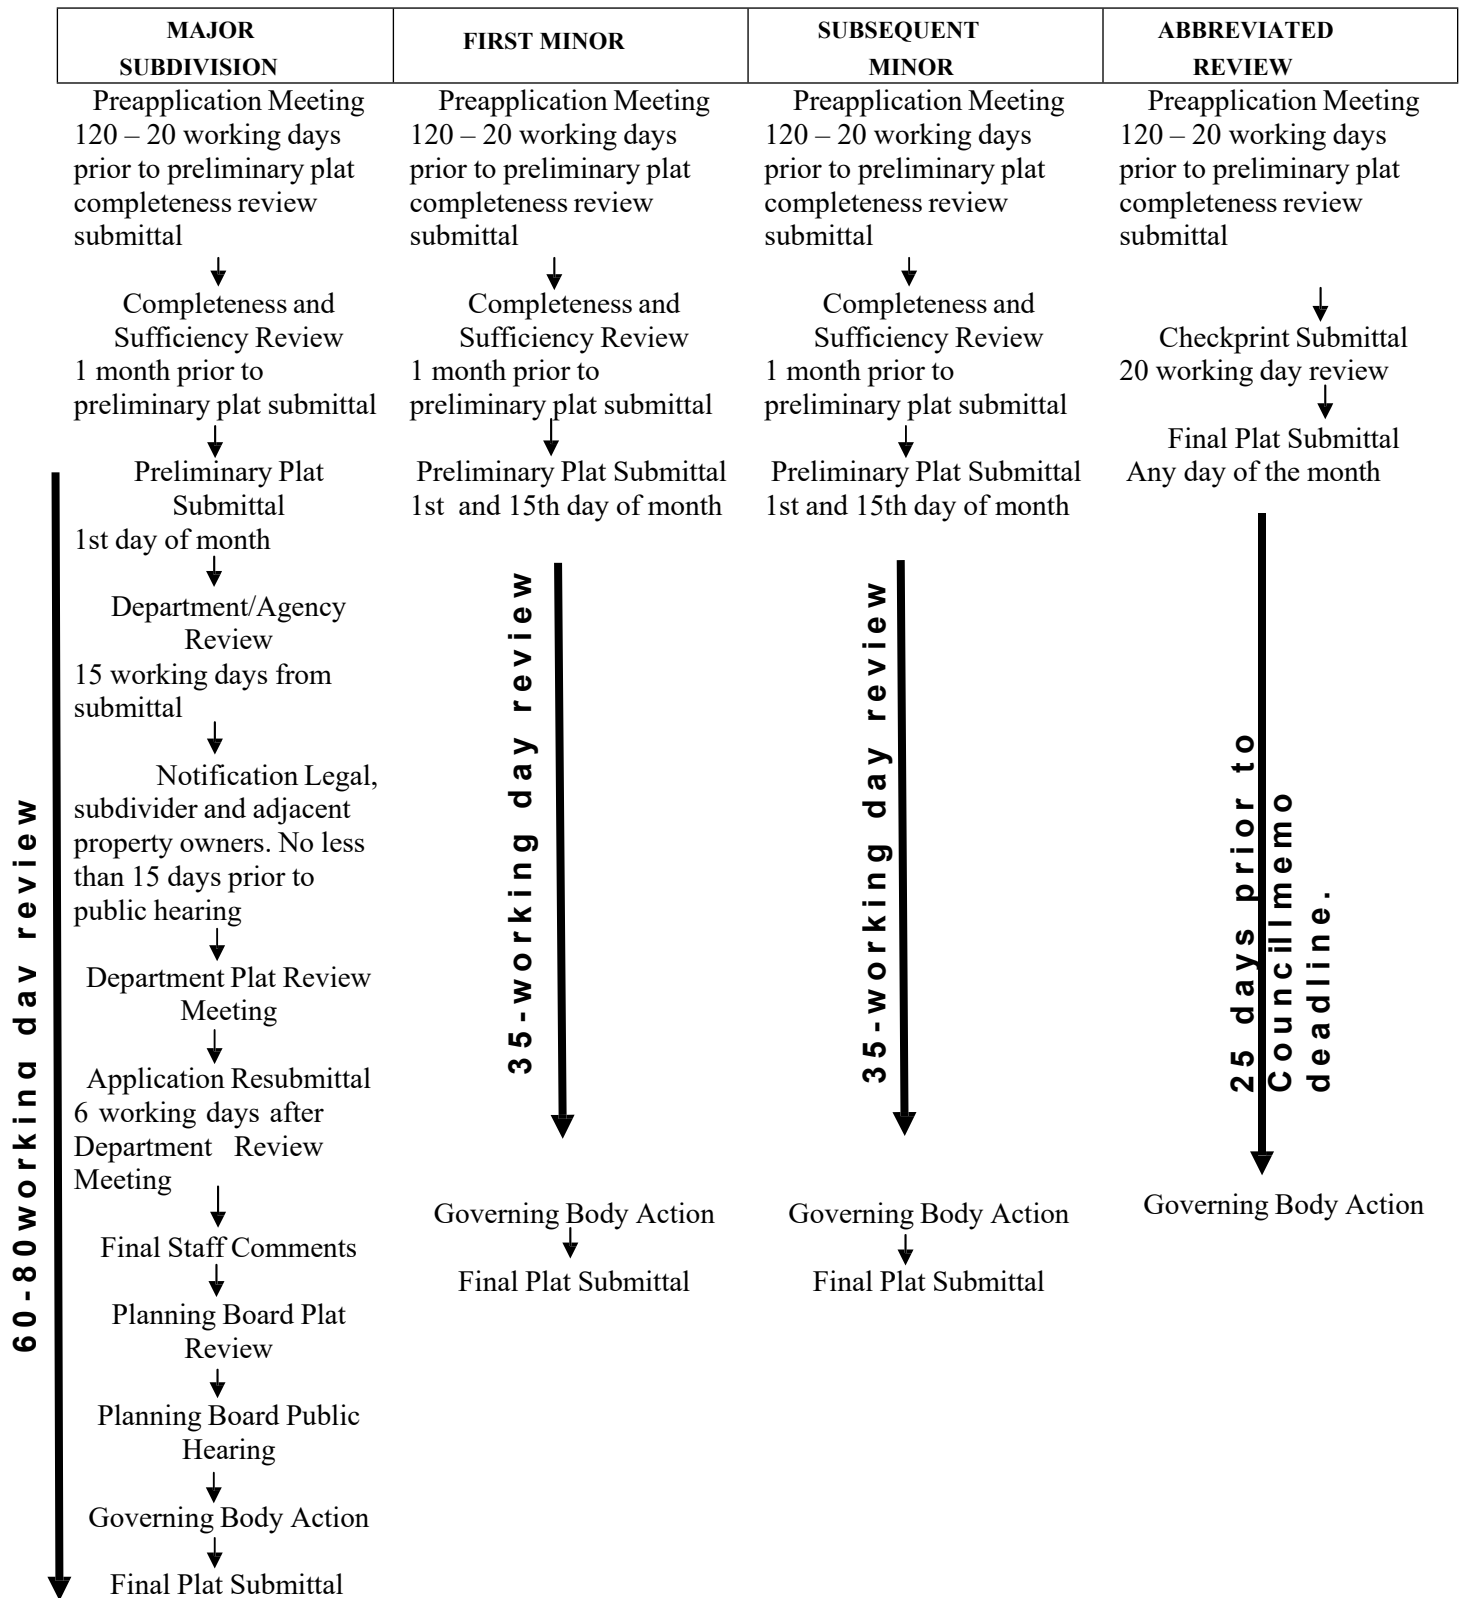 MAJOR
SUBDIVISION
FIRST MINOR
SUBSEQUENT
MINOR
ABBREVIATED
REVIEW
Preapplication Meeting
120 – 20 working days
prior to preliminary plat
completeness review
submittal
Completeness and
Sufficiency Review
1 month prior to
preliminary plat submittal
Preliminary Plat
Submittal
1st day of month
Department/Agency
Review
15 working days from
submittal
Notification Legal,
subdivider and adjacent
property owners. No less
than 15 days prior to
public hearing
Department Plat Review
Meeting
Application Resubmittal
6 working days after
Department Review
Meeting
Final Staff Comments
Planning Board Plat
Review
Planning Board Public
Hearing
Governing Body Action
Final Plat Submittal
60-80working day review
Preapplication Meeting
120 – 20 working days
prior to preliminary plat
completeness review
submittal
Completeness and
Sufficiency Review
1 month prior to
preliminary plat submittal
Preliminary Plat Submittal
1st and 15th day of month
35-working day review
Governing Body Action
Final Plat Submittal
Preapplication Meeting
120 – 20 working days
prior to preliminary plat
completeness review
submittal
Completeness and
Sufficiency Review
1 month prior to
preliminary plat submittal
Preliminary Plat Submittal
1st and 15th day of month
35-working day review
Governing Body Action
Final Plat Submittal
Preapplication Meeting
120 – 20 working days
prior to preliminary plat
completeness review
submittal
Checkprint Submittal
20 working day review
Final Plat Submittal
Any day of the month
25 days prior to
Councilmemo
deadline.
Governing Body Action